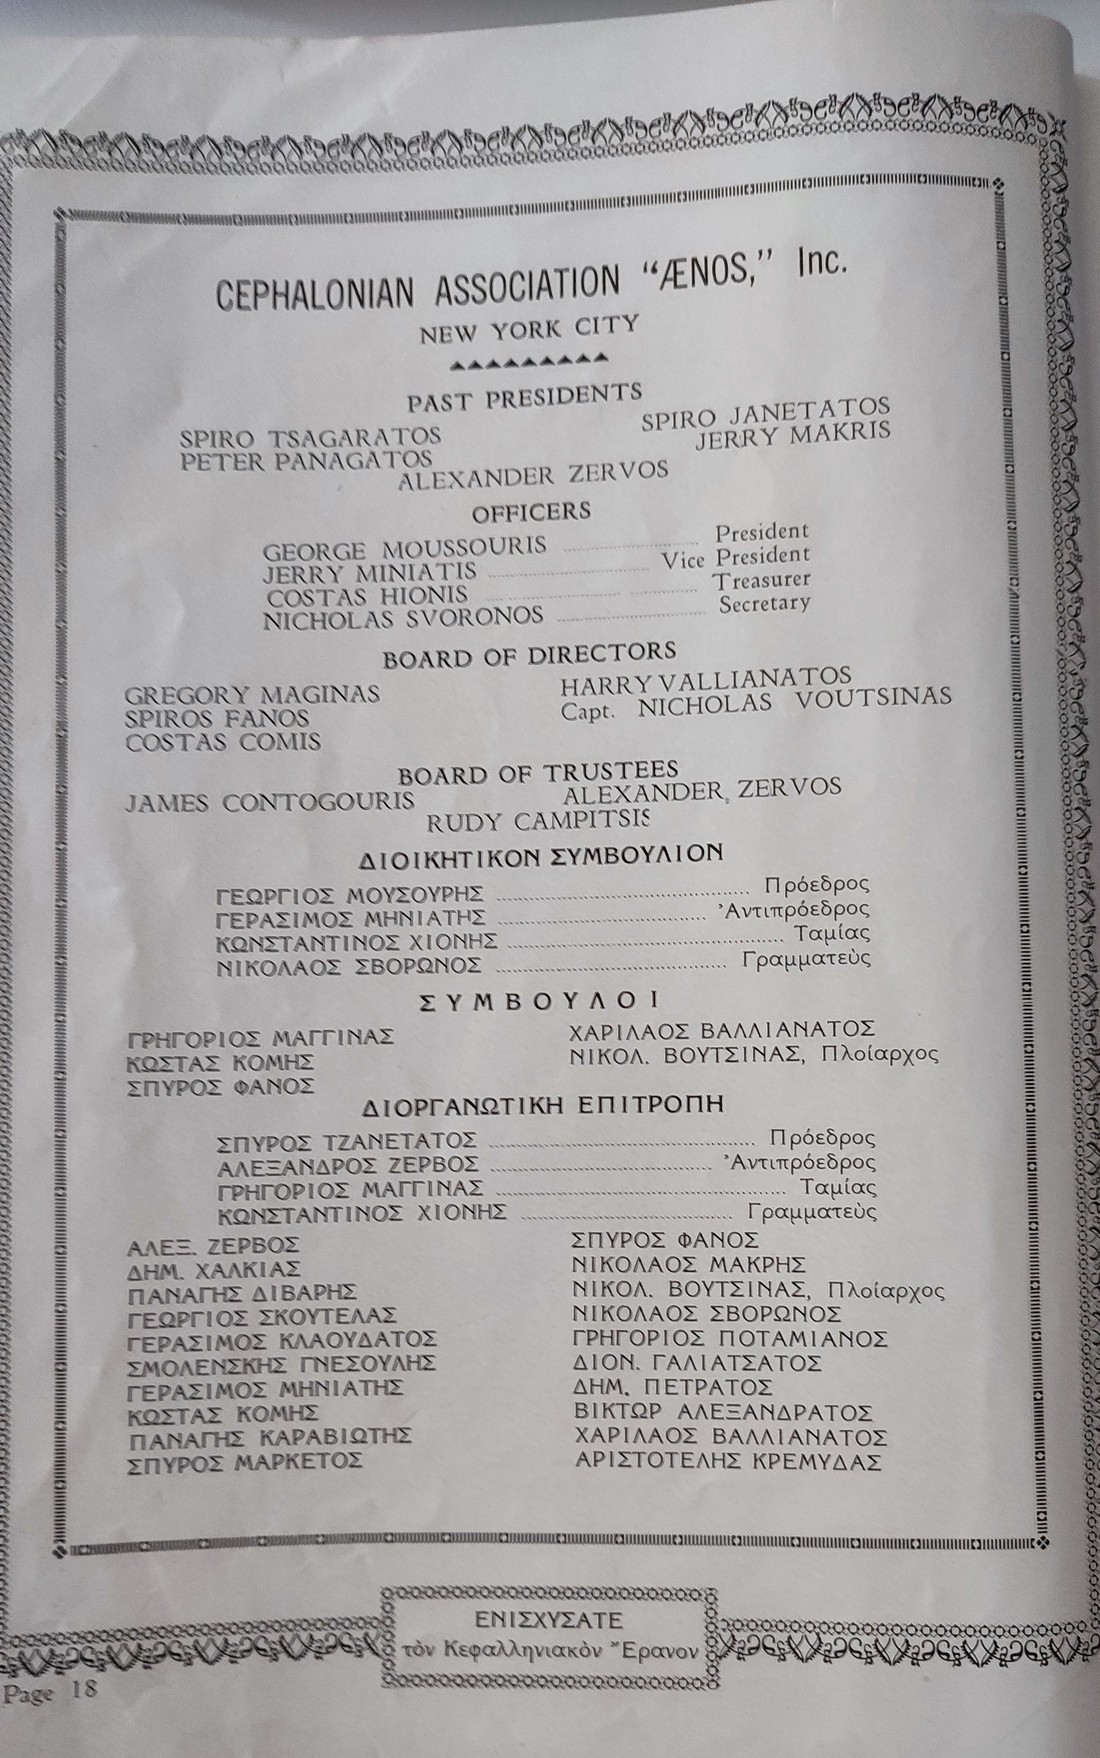 CEPHALONIAN ASSOCIATION "ÆNOS," Inc.
NEW YORK CITY
PAST PRESIDENTS
SPIRO TSAGARATOS SPIRO JANETATOS
PETER PANAGATOS JERRY MAKRIS
ALEXANDER ZERVOS
OFFICERS
GEORGE MOUSSOURIS President
JERRY MINIATIS Vice President
COSTAS HIONIS Treasurer
NICHOLAS SVORONOS Secretary
BOARD OF DIRECTORS
GREGORY MAGINAS HARRY VALLIANATOS
SPIROS FANOS Capt. NICHOLAS VOUTSINAS
COSTAS COMIS
BOARD OF TRUSTEES
JAMES CONTOGOURIS ALEXANDER ZERVOS
RUDY CAMPITSIS
ΔΙΟΙΚΗΤΙΚΟΝ ΣΥΜΒΟΥΛΙΟΝ
ΓΕΩΡΓΙΟΣ ΜΟΥΣΟΥΡΗΣ Πρόεδρος
ΓΕΡΑΣΙΜΟΣ ΜΗΝΙΑΤΗΣ Ἀντιπρόεδρος
ΚΩΝΣΤΑΝΤΙΝΟΣ ΧΙΟΝΗΣ Ταμίας
ΝΙΚΟΛΑΟΣ ΣΒΟΡΩΝΟΣ Γραμματεὺς
ΣΥΜΒΟΥΛΟΙ
ΓΡΗΓΟΡΙΟΣ ΜΑΓΓΙΝΑΣ ΧΑΡΙΛΑΟΣ ΒΑΛΛΙΑΝΑΤΟΣ
ΚΩΣΤΑΣ ΚΟΜΗΣ ΝΙΚΟΛ. ΒΟΥΤΣΙΝΑΣ, Πλοίαρχος
ΣΠΥΡΟΣ ΦΑΝΟΣ
ΔΙΟΡΓΑΝΩΤΙΚΗ ΕΠΙΤΡΟΠΗ
ΣΠΥΡΟΣ ΤΖΑΝΕΤΑΤΟΣ Πρόεδρος
ΑΛΕΞΑΝΔΡΟΣ ΖΕΡΒΟΣ Ἀντιπρόεδρος
ΓΡΗΓΟΡΙΟΣ ΜΑΓΓΙΝΑΣ Ταμίας
ΚΩΝΣΤΑΝΤΙΝΟΣ ΧΙΟΝΗΣ Γραμματεὺς
ΑΛΕΞ. ΖΕΡΒΟΣ ΣΠΥΡΟΣ ΦΑΝΟΣ
ΔΗΜ. ΧΑΛΚΙΑΣ ΝΙΚΟΛΑΟΣ ΜΑΚΡΗΣ
ΠΑΝΑΓΗΣ ΔΙΒΑΡΗΣ ΝΙΚΟΛ. ΒΟΥΤΣΙΝΑΣ, Πλοίαρχος
ΓΕΩΡΓΙΟΣ ΣΚΟΥΤΕΛΑΣ ΝΙΚΟΛΑΟΣ ΣΒΟΡΩΝΟΣ
ΓΕΡΑΣΙΜΟΣ ΚΛΑΟΥΔΑΤΟΣ ΓΡΗΓΟΡΙΟΣ ΠΟΤΑΜΙΑΝΟΣ
ΣΜΟΛΕΝΣΚΗΣ ΓΝΕΣΟΥΛΗΣ ΔΙΟΝ. ΓΑΛΙΑΤΣΑΤΟΣ
ΓΕΡΑΣΙΜΟΣ ΜΗΝΙΑΤΗΣ ΔΗΜ. ΠΕΤΡΑΤΟΣ
ΚΩΣΤΑΣ ΚΟΜΗΣ ΒΙΚΤΩΡ ΑΛΕΞΑΝΔΡΑΤΟΣ
ΠΑΝΑΓΗΣ ΚΑΡΑΒΙΩΤΗΣ ΧΑΡΙΛΑΟΣ ΒΑΛΛΙΑΝΑΤΟΣ
ΣΠΥΡΟΣ ΜΑΡΚΕΤΟΣ ΑΡΙΣΤΟΤΕΛΗΣ ΚΡΕΜΥΔΑΣ
ΕΝΙΣΧΥΣΑΤΕ
τὸν Κεφαλληνιακὸν Ἔρανον
Page 18